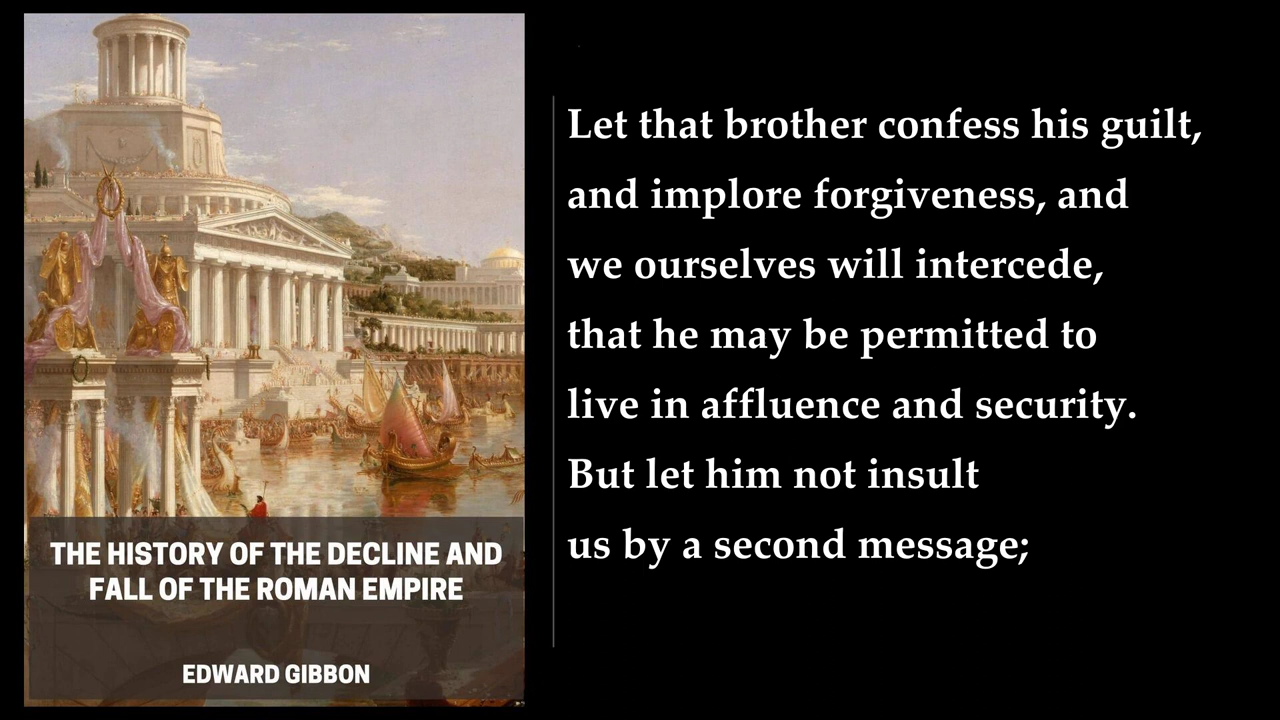 THE HISTORY OF THE DECLINE AND
FALL OF THE ROMAN EMPIRE
EDWARD GIBBON
Let that brother confess his guilt,
and implore forgiveness, and
we ourselves will intercede,
that he may be permitted to
live in affluence and security.
But let him not insult
us by a second message;